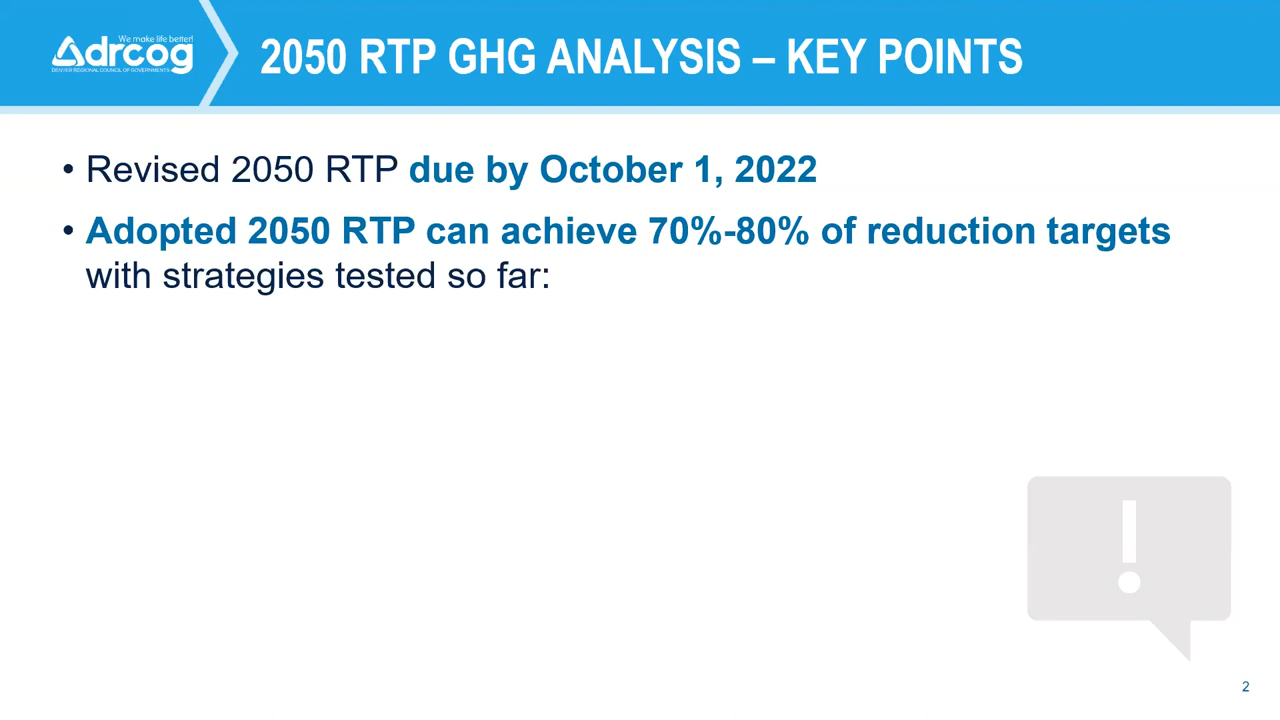 We make life better!
drcog
DENVER REGIONAL COUNCIL OF GOVERNMENTS
2050 RTP GHG ANALYSIS – KEY POINTS
• Revised 2050 RTP due by October 1, 2022
• Adopted 2050 RTP can achieve 70%-80% of reduction targets
with strategies tested so far:
!
2